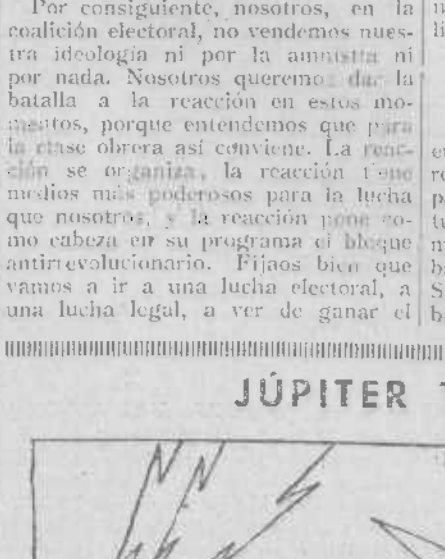 Por consiguiente, nosotros, en la
coalición electoral, no vendemos nues-
tra ideología ni por la amnistía ni
por nada. Nosotros queremos dar la
batalla a la reacción en estos mo-
mentos, porque entendemos que para
la clase obrera así conviene. La reac-
ción se organiza, la reacción tiene
medios más poderosos para la lucha
que nosotros, y la reacción pone co-
mo cabeza en su programa el bloque
antirrevolucionario. Fijaos bien que
vamos a ir a una lucha electoral, a
una lucha legal, a ver de ganar el
JÚPITER